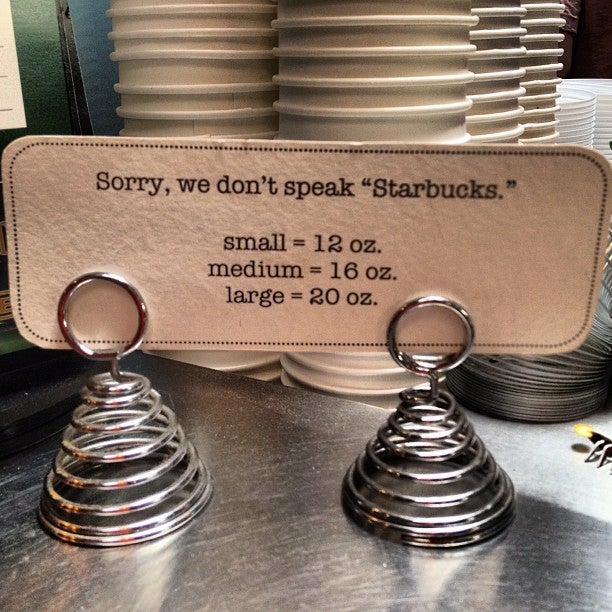 Sorry, we don't speak “Starbucks.”
small = 12 oz.
medium = 16 oz.
large = 20 oz.